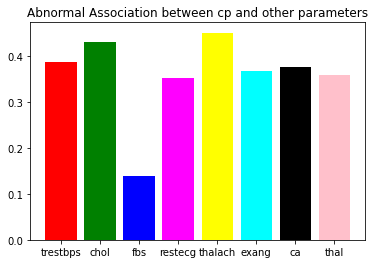 Abnormal Association between cp and other parameters
0.4
0.3
0.2
0.1
0.0
trestbps chol fbs restecg thalach exang ca thal